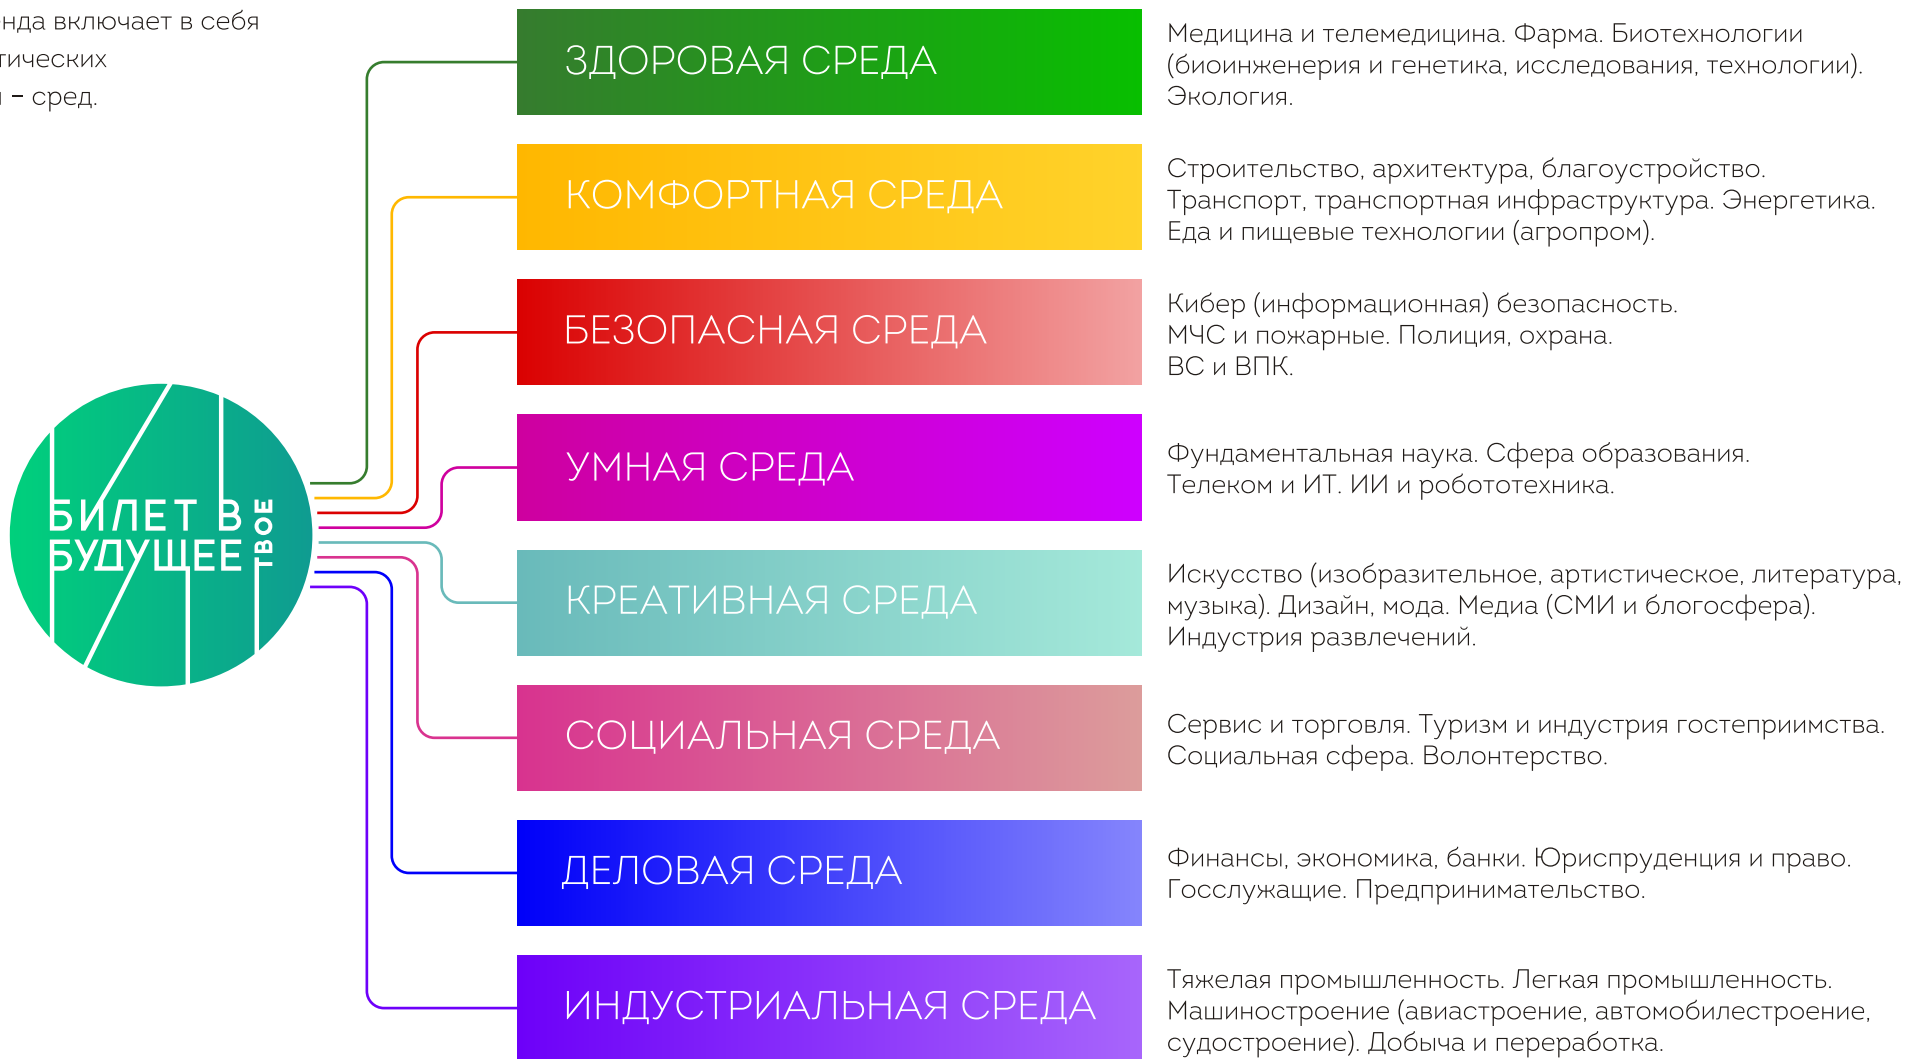 включает в себя
– сред.
ЗДОРОВАЯ СРЕДА
Медицина и телемедицина. Фарма. Биотехнологии
(биоинженерия и генетика, исследования, технологии).
Экология.
КОМФОРТНАЯ СРЕДА
Строительство, архитектура, благоустройство.
Транспорт, транспортная инфраструктура. Энергетика.
Еда и пищевые технологии (агропром).
БЕЗОПАСНАЯ СРЕДА
Кибер (информационная) безопасность.
МЧС и пожарные. Полиция, охрана.
ВС и ВПК.
УМНАЯ СРЕДА
Фундаментальная наука. Сфера образования.
Телеком и ИТ. ИИ и робототехника.
БИЛЕТ В
БУДУЩЕЕ
ТВОЕ
КРЕАТИВНАЯ СРЕДА
Искусство (изобразительное, артистическое, литература,
музыка). Дизайн, мода. Медиа (СМИ и блогосфера).
Индустрия развлечений.
СОЦИАЛЬНАЯ СРЕДА
Сервис и торговля. Туризм и индустрия гостеприимства.
Социальная сфера. Волонтерство.
ДЕЛОВАЯ СРЕДА
Финансы, экономика, банки. Юриспруденция и право.
Госслужащие. Предпринимательство.
ИНДУСТРИАЛЬНАЯ СРЕДА
Тяжелая промышленность. Легкая промышленность.
Машиностроение (авиастроение, автомобилестроение,
судостроение). Добыча и переработка.